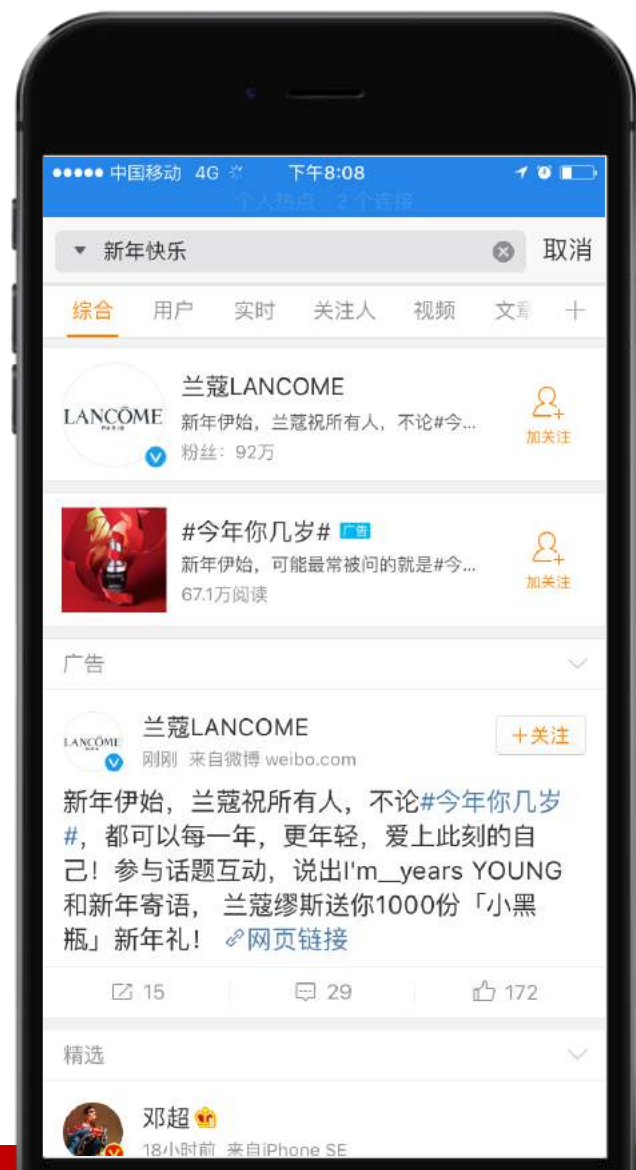 中国移动 4G 下午8:08
个人热点：2 个连接
新年快乐 取消
综合 用户 实时 关注人 视频 文章
兰蔻LANCOME
LANCÔME
PARIS
新年伊始，兰蔻祝所有人，不论#今...
加关注
粉丝：92万
#今年你几岁# 广告
新年伊始，可能最常被问的就是#今...
加关注
67.1万阅读
广告
兰蔻LANCOME
LANCÔME
+关注
刚刚 来自微博 weibo.com
新年伊始，兰蔻祝所有人，不论#今年你几岁
#，都可以每一年，更年轻，爱上此刻的自
己！参与话题互动，说出I'm__years YOUNG
和新年寄语， 兰蔻缪斯送你1000份「小黑
瓶」新年礼！ 网页链接
15 29 172
精选
邓超
18小时前 来自iPhone SE